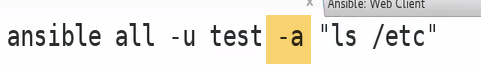 x Ansible: Web Client
ansible all -u test -a "ls /etc"